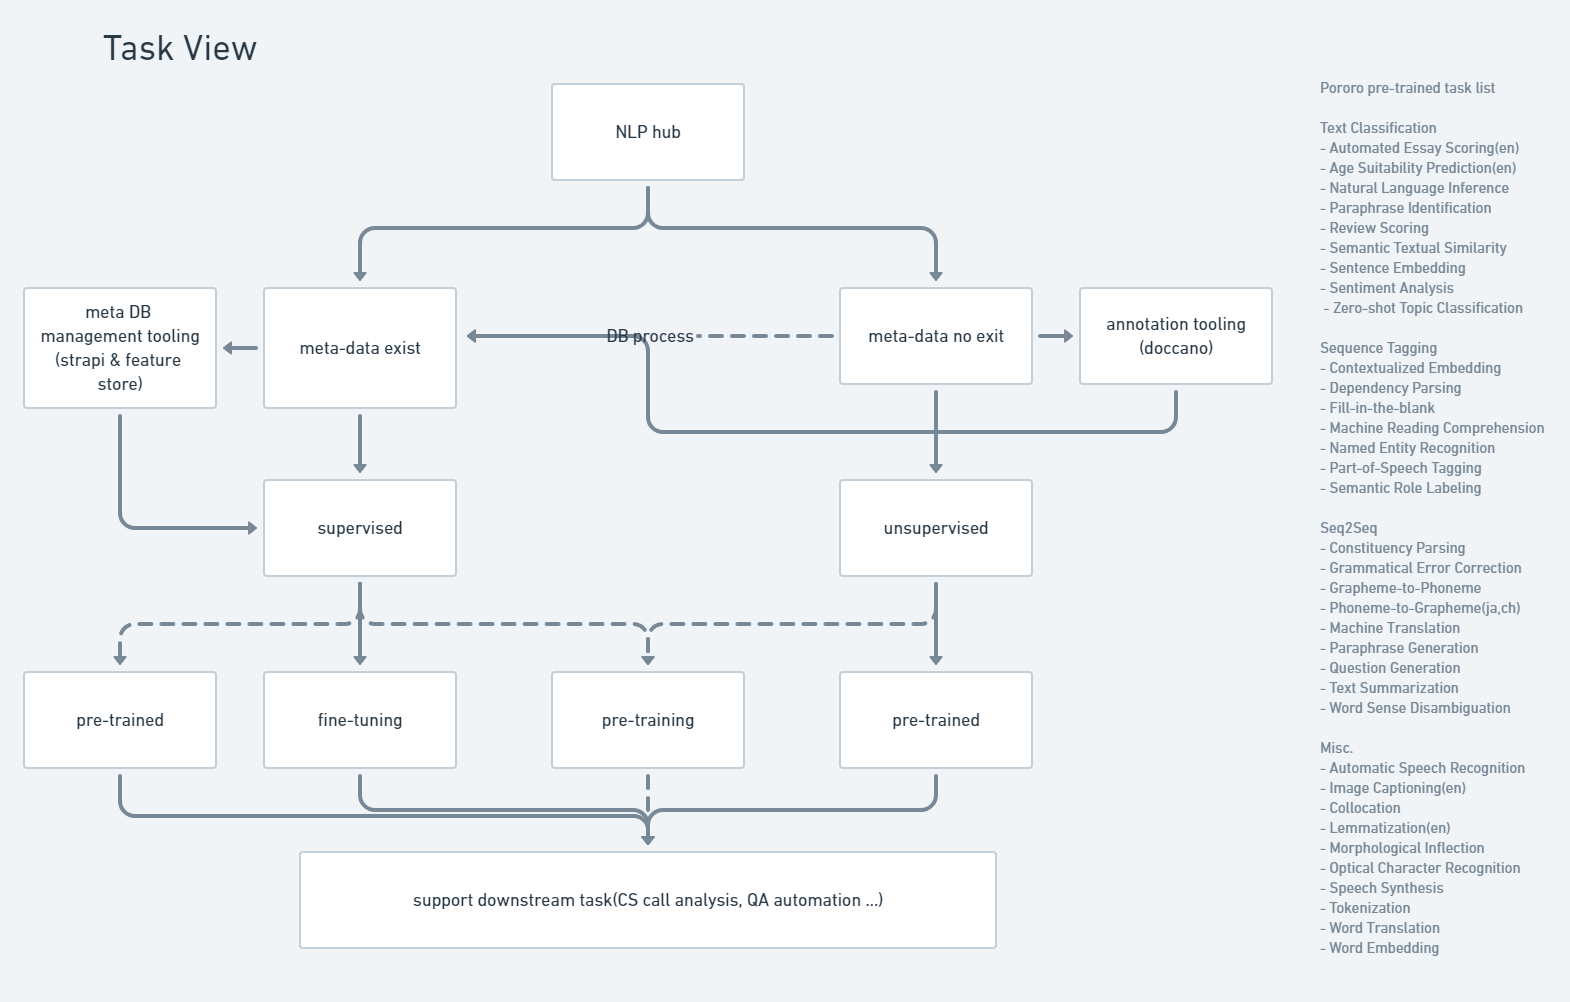 Task View
NLP hub
meta DB
management tooling
(strapi & feature
store)
meta-data exist
DB process
meta-data no exit
annotation tooling
(doccano)
supervised
unsupervised
pre-trained
fine-tuning
pre-training
pre-trained
support downstream task(CS call analysis, QA automation ...)
Pororo pre-trained task list
Text Classification
- Automated Essay Scoring(en)
- Age Suitability Prediction(en)
- Natural Language Inference
- Paraphrase Identification
- Review Scoring
- Semantic Textual Similarity
- Sentence Embedding
- Sentiment Analysis
- Zero-shot Topic Classification
Sequence Tagging
- Contextualized Embedding
- Dependency Parsing
- Fill-in-the-blank
- Machine Reading Comprehension
- Named Entity Recognition
- Part-of-Speech Tagging
- Semantic Role Labeling
Seq2Seq
- Constituency Parsing
- Grammatical Error Correction
- Grapheme-to-Phoneme
- Phoneme-to-Grapheme(ja,ch)
- Machine Translation
- Paraphrase Generation
- Question Generation
- Text Summarization
- Word Sense Disambiguation
Misc.
- Automatic Speech Recognition
- Image Captioning(en)
- Collocation
- Lemmatization(en)
- Morphological Inflection
- Optical Character Recognition
- Speech Synthesis
- Tokenization
- Word Translation
- Word Embedding